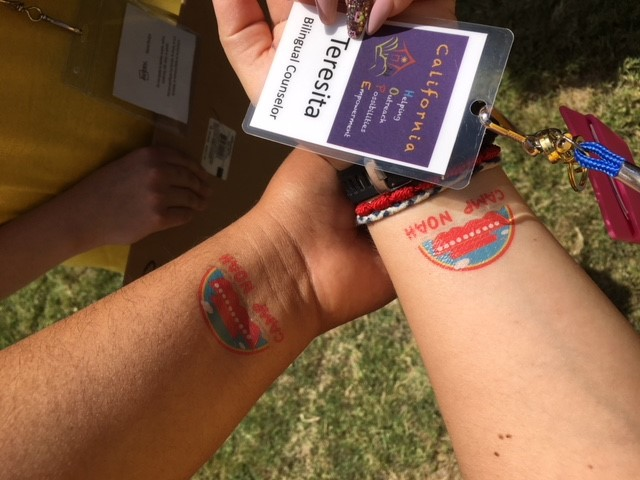 Teresita
Bilingual Counselor
California
Helping
Outreach
Possibilities
Empowerment
CAMP NOAH
CAMP NOAH